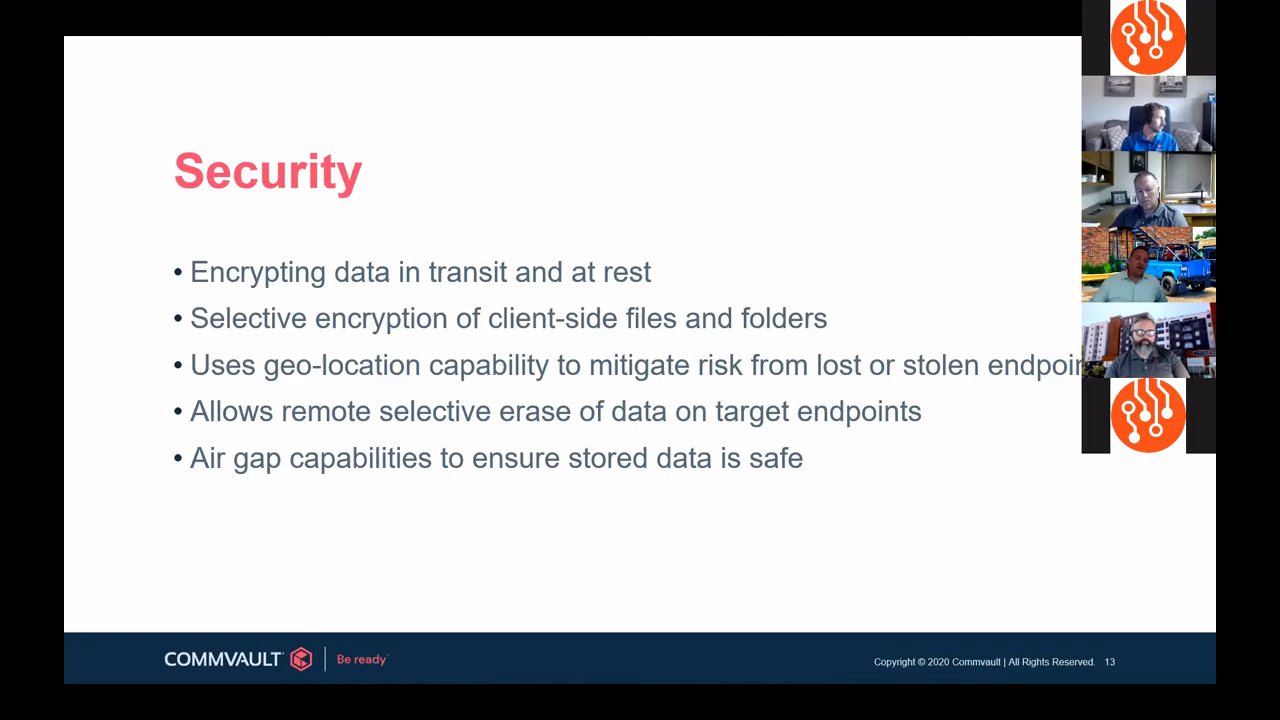 Security
• Encrypting data in transit and at rest
• Selective encryption of client-side files and folders
• Uses geo-location capability to mitigate risk from lost or stolen
• Allows remote selective erase of data on target endpoints
• Air gap capabilities to ensure stored data is safe
COMMVAULT
Be ready
Copyright © 2020 Commvault | All Rights Reserved. 13